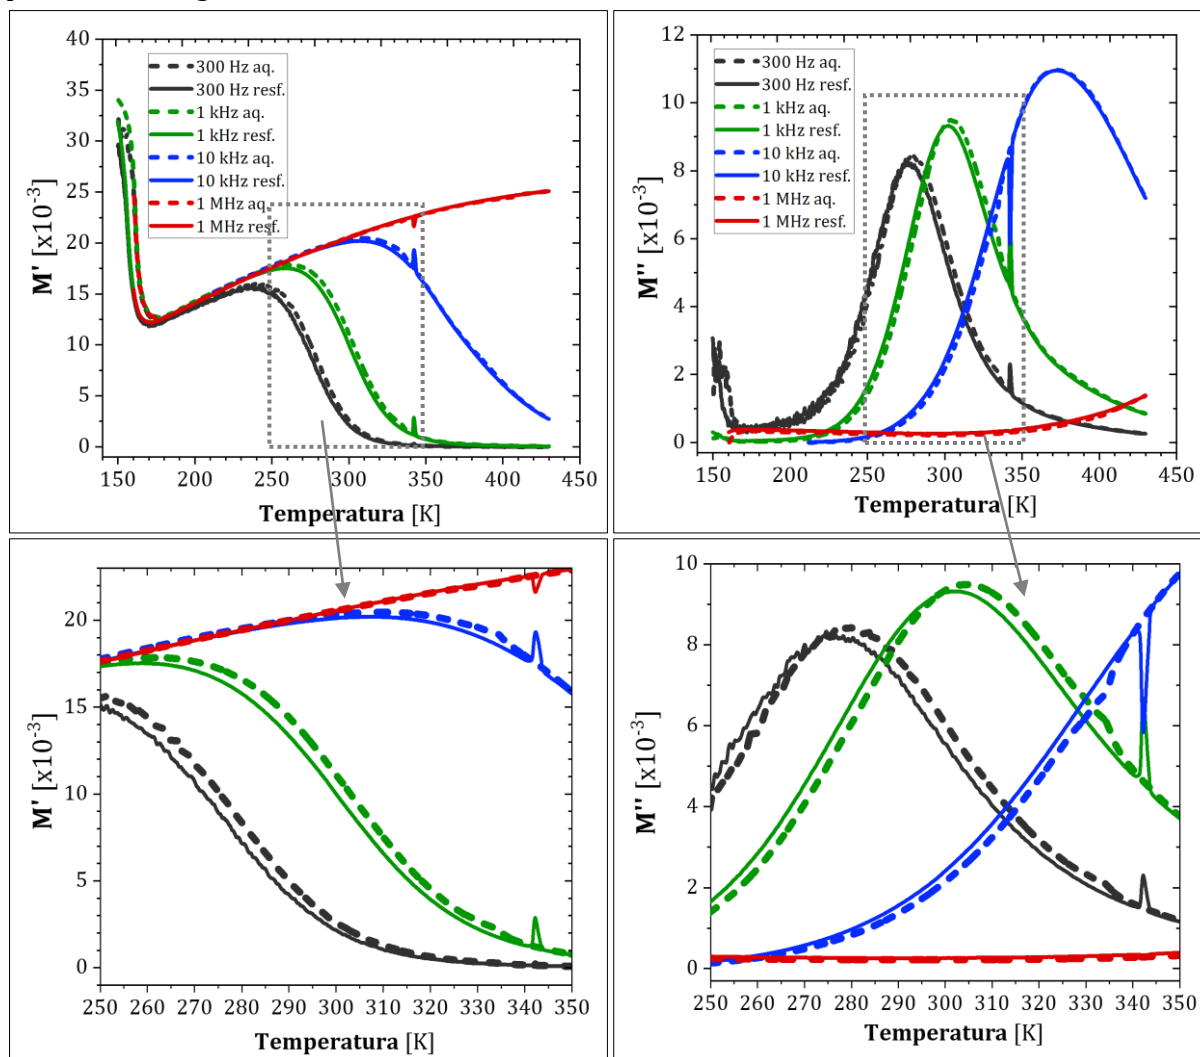 M' [x10⁻³]
40
35
30
25
20
15
10
5
0
300 Hz aq.
300 Hz resf.
1 kHz aq.
1 kHz resf.
10 kHz aq.
10 kHz resf.
1 MHz aq.
1 MHz resf.
150 200 250 300 350 400 450
Temperatura [K]
M'' [x10⁻³]
12
10
8
6
4
2
0
300 Hz aq.
300 Hz resf.
1 kHz aq.
1 kHz resf.
10 kHz aq.
10 kHz resf.
1 MHz aq.
1 MHz resf.
150 200 250 300 350 400 450
Temperatura [K]
M' [x10⁻³]
20
15
10
5
0
250 260 270 280 290 300 310 320 330 340 350
Temperatura [K]
M'' [x10⁻³]
10
8
6
4
2
0
250 260 270 280 290 300 310 320 330 340 350
Temperatura [K]